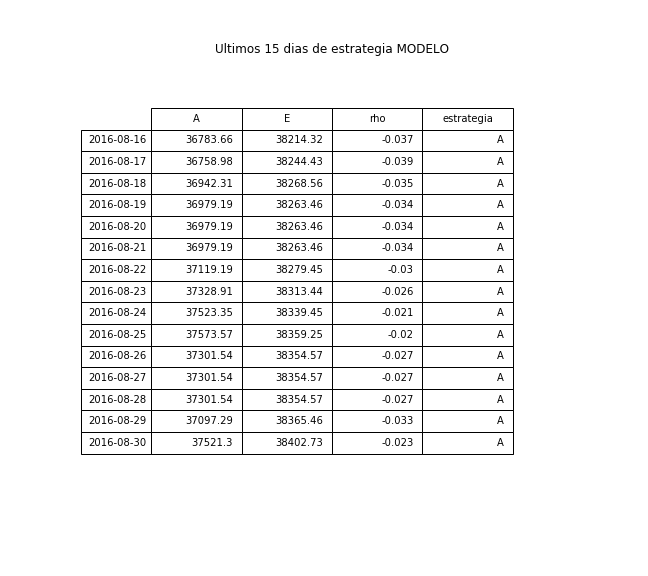 Ultimos 15 dias de estrategia MODELO
A E rho estrategia
2016-08-16 36783.66 38214.32 -0.037 A
2016-08-17 36758.98 38244.43 -0.039 A
2016-08-18 36942.31 38268.56 -0.035 A
2016-08-19 36979.19 38263.46 -0.034 A
2016-08-20 36979.19 38263.46 -0.034 A
2016-08-21 36979.19 38263.46 -0.034 A
2016-08-22 37119.19 38279.45 -0.03 A
2016-08-23 37328.91 38313.44 -0.026 A
2016-08-24 37523.35 38339.45 -0.021 A
2016-08-25 37573.57 38359.25 -0.02 A
2016-08-26 37301.54 38354.57 -0.027 A
2016-08-27 37301.54 38354.57 -0.027 A
2016-08-28 37301.54 38354.57 -0.027 A
2016-08-29 37097.29 38365.46 -0.033 A
2016-08-30 37521.3 38402.73 -0.023 A